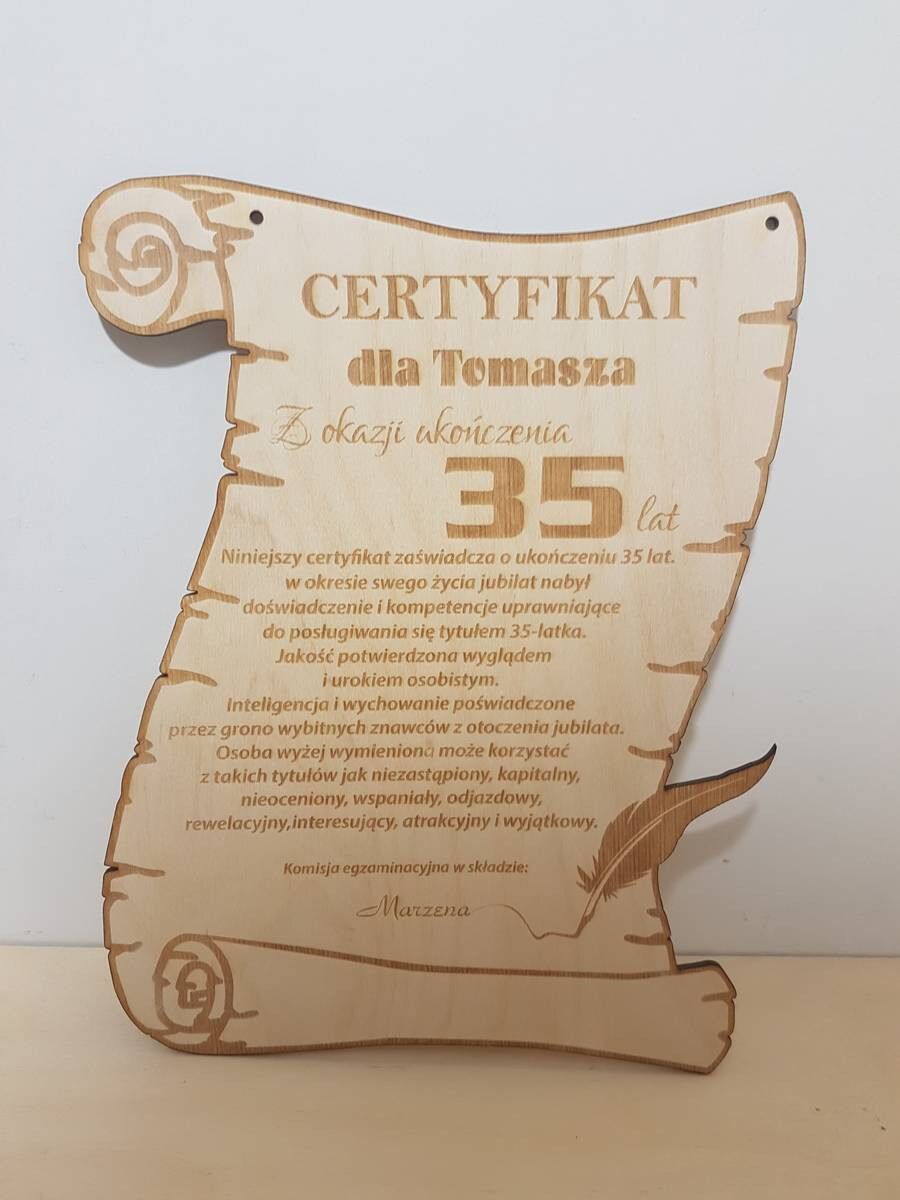 CERTYFIKAT
dla Tomasza
Z okazji ukończenia
35 lat
Niniejszy certyfikat zaświadcza o ukończeniu 35 lat.
w okresie swego życia jubilat nabył
doświadczenie i kompetencje uprawniające
do posługiwania się tytułem 35-latka.
Jakość potwierdzona wyglądem
i urokiem osobistym.
Inteligencja i wychowanie poświadczone
przez grono wybitnych znawców z otoczenia jubilata.
Osoba wyżej wymieniona może korzystać
z takich tytułów jak niezastąpiony, kapitalny,
nieoceniony, wspaniały, odjazdowy,
rewelacyjny,interesujący, atrakcyjny i wyjątkowy.
Komisja egzaminacyjna w składzie:
Marzena